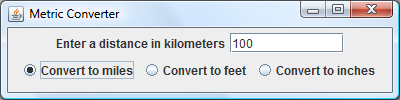 Metric Converter
Enter a distance in kilometers 100
Convert to miles Convert to feet Convert to inches